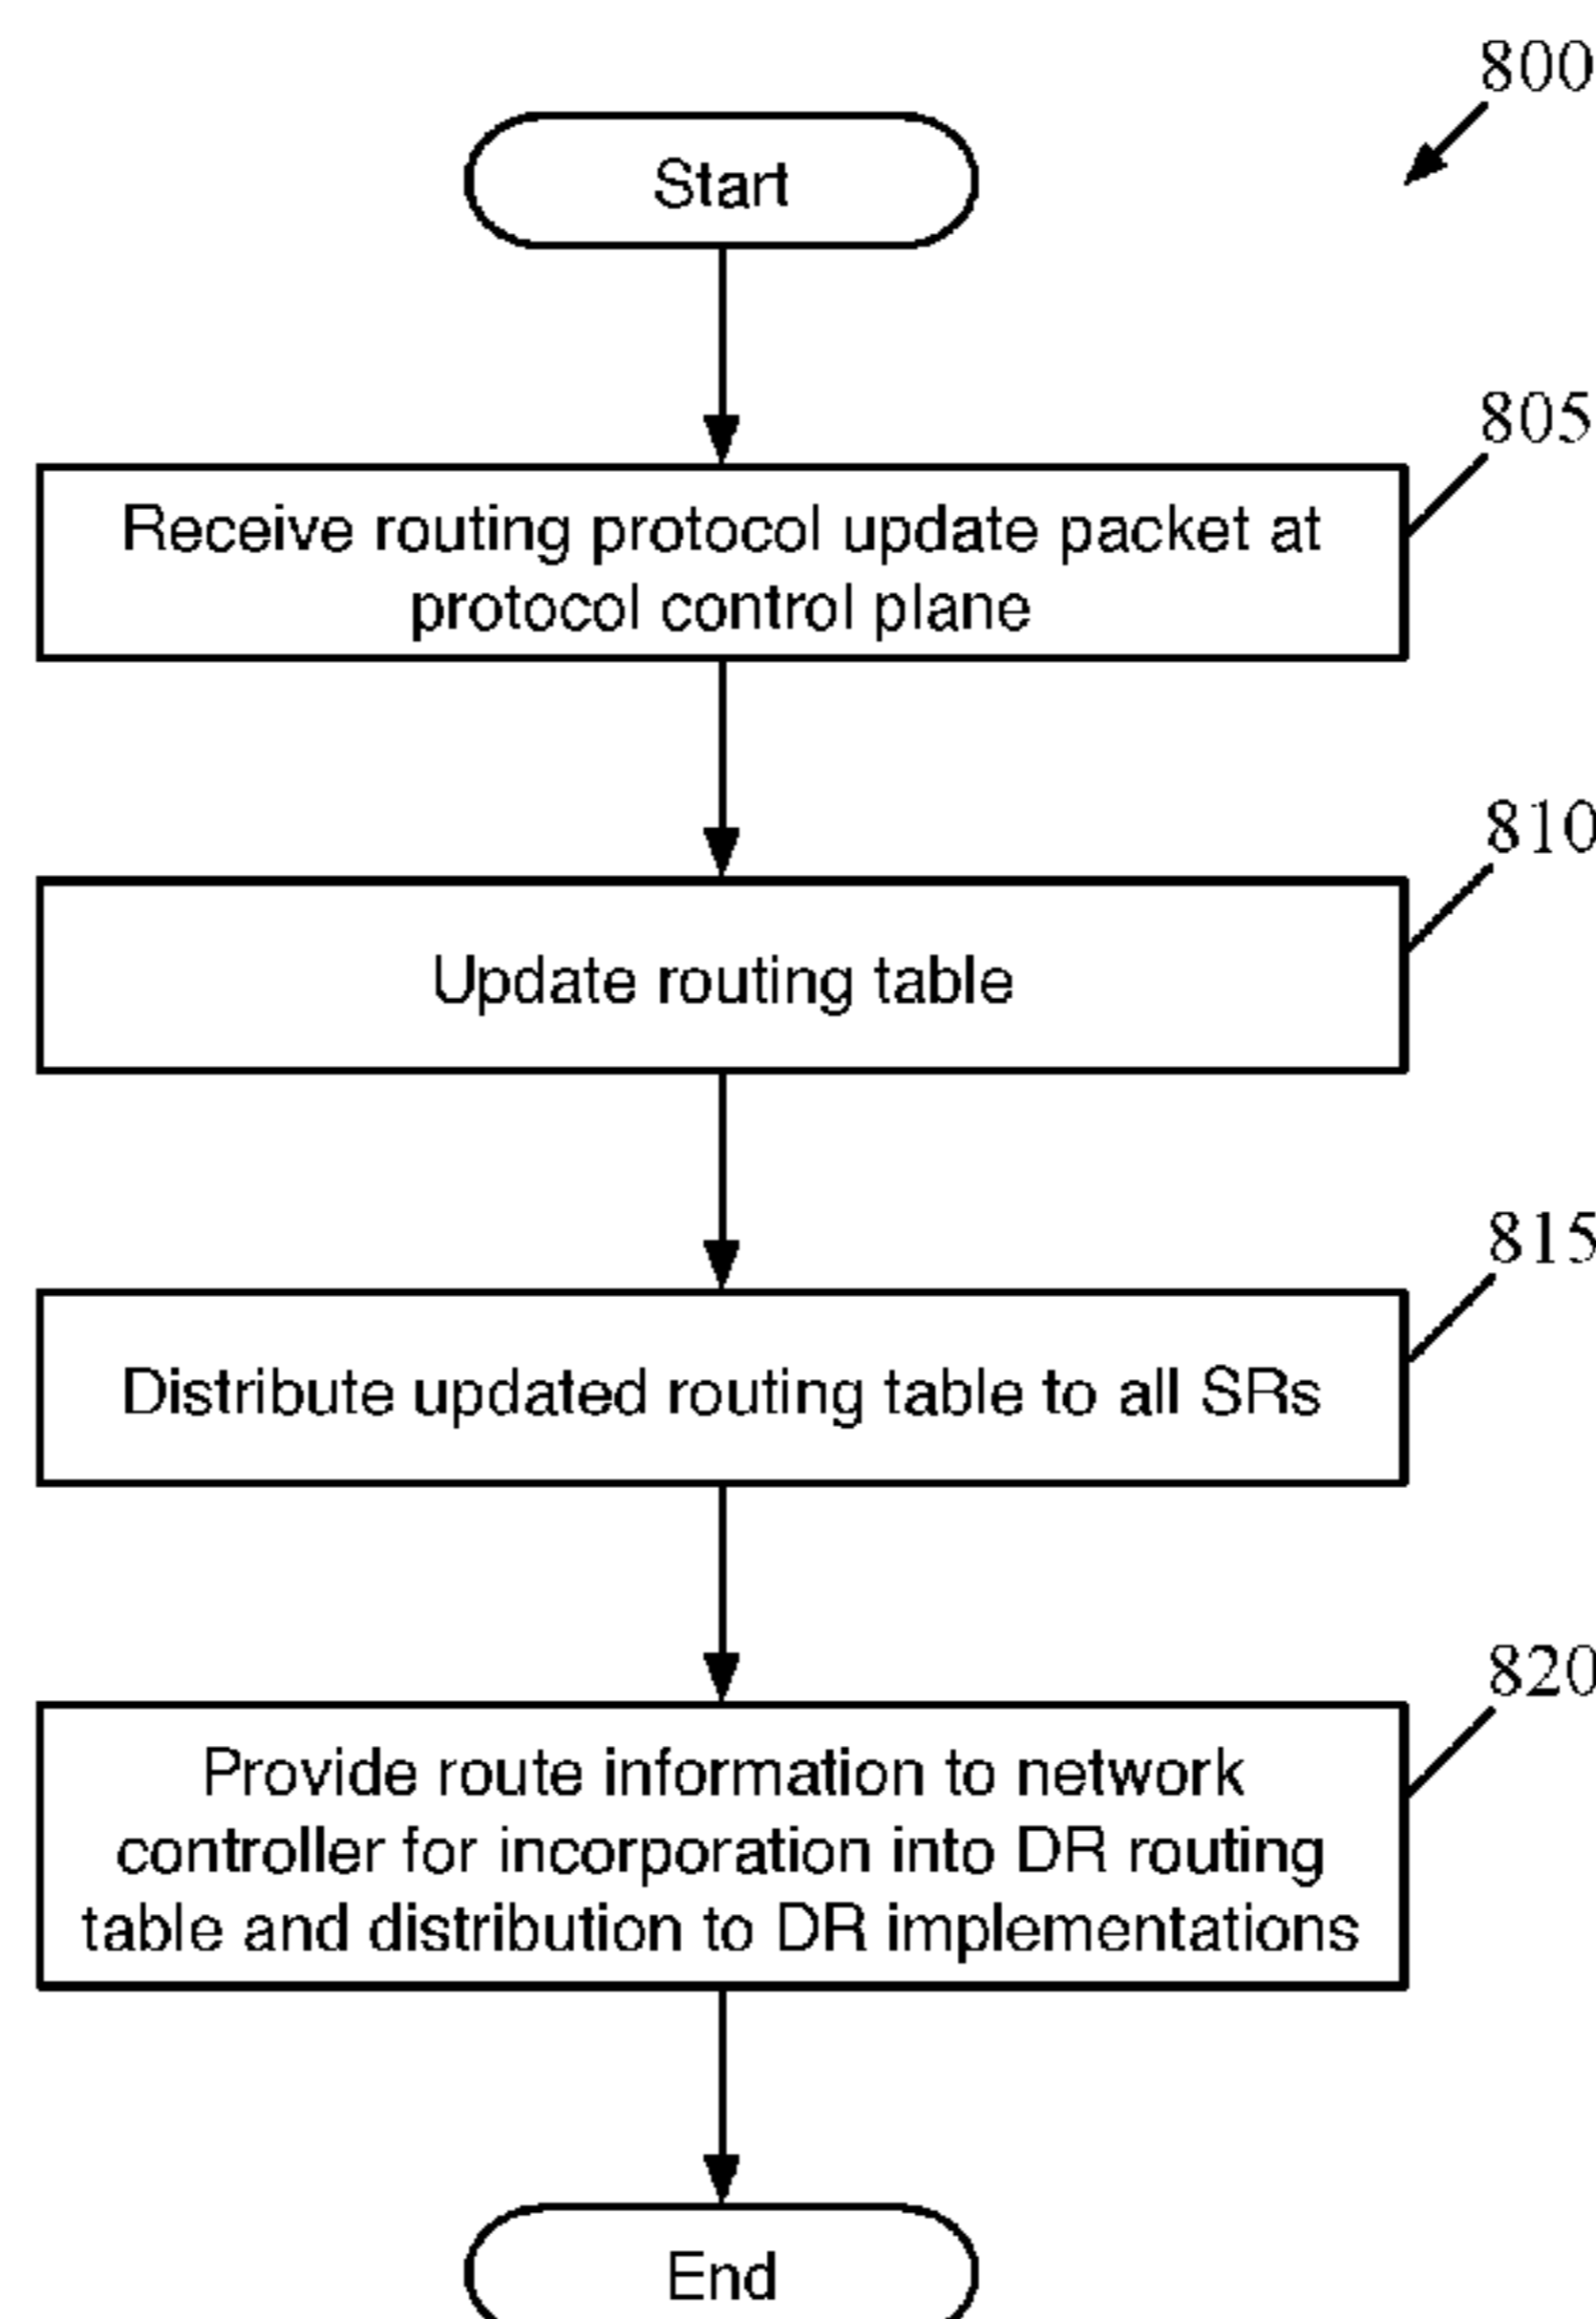 800
Start
805
Receive routing protocol update packet at
protocol control plane
810
Update routing table
815
Distribute updated routing table to all SRs
820
Provide route information to network
controller for incorporation into DR routing
table and distribution to DR implementations
End